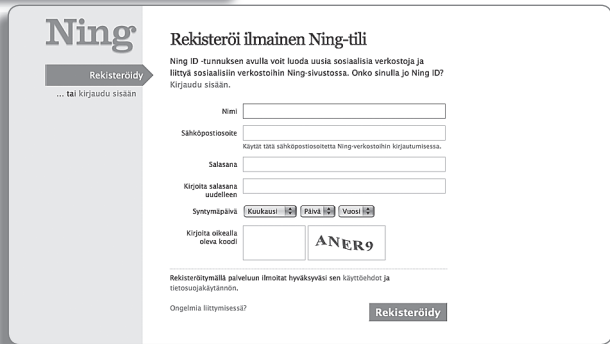 Ning
Rekisteröidy
... tai kirjaudu sisään
Rekisteröi ilmainen Ning-tili
Ning ID -tunnuksen avulla voit luoda uusia sosiaalisia verkostoja ja
liittyä sosiaalisiin verkostoihin Ning-sivustossa. Onko sinulla jo Ning ID?
Kirjaudu sisään.
Nimi
Sähköpostiosoite
Käytät tätä sähköpostiosoitetta Ning-verkostoihin kirjautumisessa.
Salasana
Kirjoita salasana
uudelleen
Syntymäpäivä Kuukausi Päivä Vuosi
Kirjoita oikealla
oleva koodi
ANER9
Rekisteröitymällä palveluun ilmoitat hyväksyväsi sen käyttöehdot ja
tietosuojakäytännön.
Ongelmia liittymisessä?
Rekisteröidy